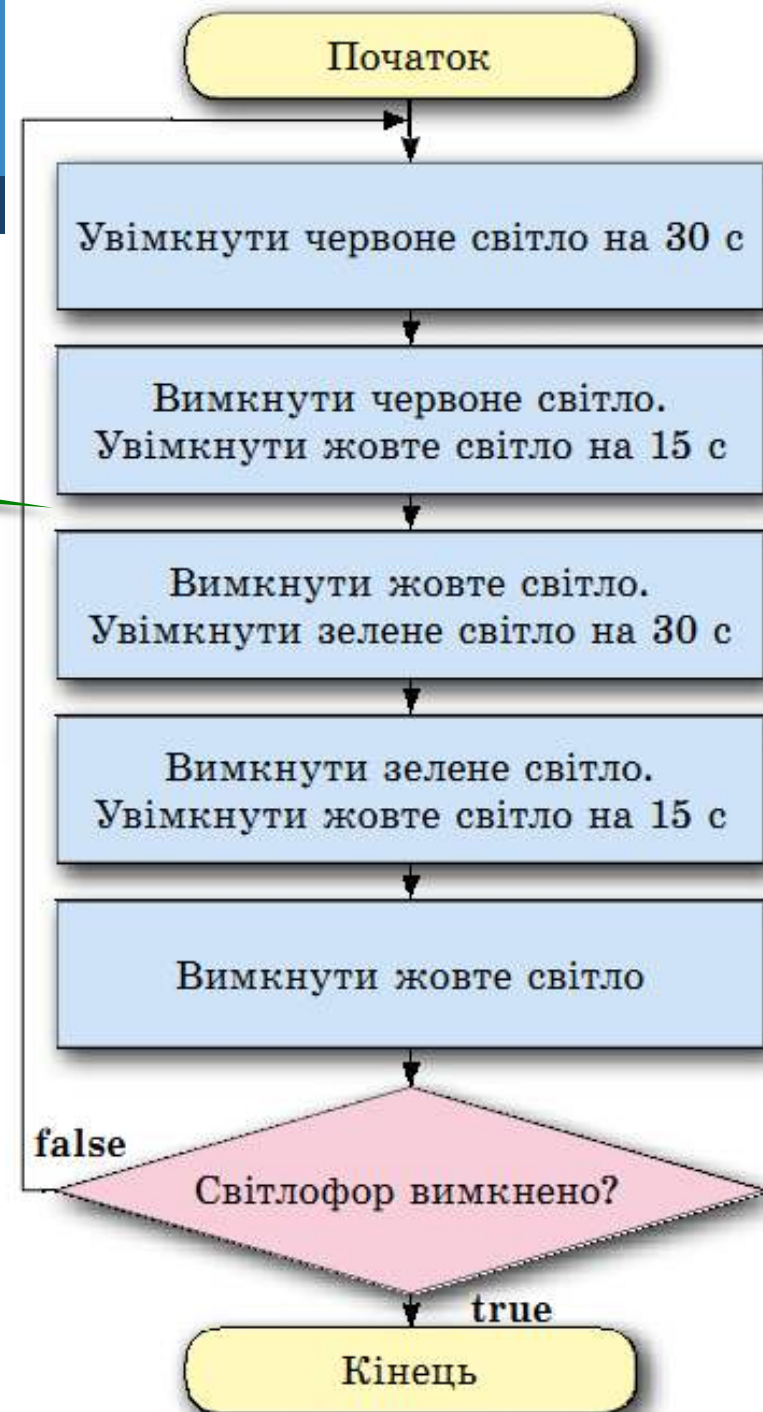 Початок
Увімкнути червоне світло на 30 с
Вимкнути червоне світло.
Увімкнути жовте світло на 15 с
Вимкнути жовте світло.
Увімкнути зелене світло на 30 с
Вимкнути зелене світло.
Увімкнути жовте світло на 15 с
Вимкнути жовте світло
false
Світлофор вимкнено?
true
Кінець